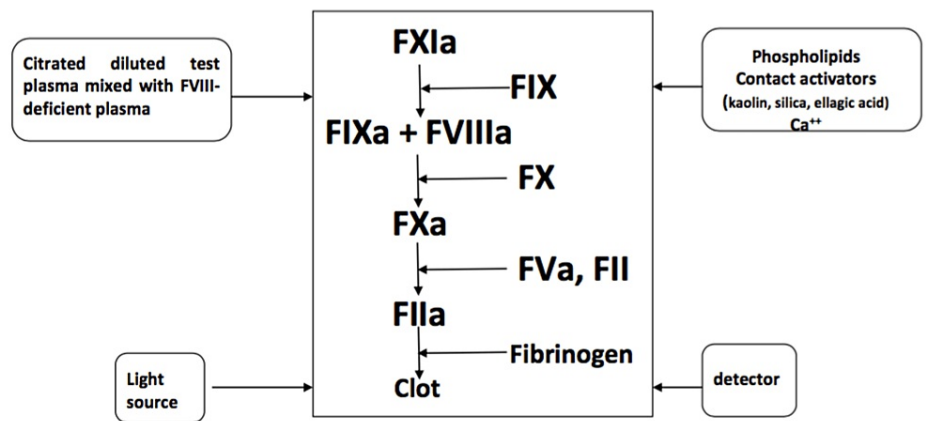 Citrated diluted test
plasma mixed with FVIII-
deficient plasma
FXIa
FIX
FIXa + FVIIIa
FX
FXa
FVa, FII
FIIa
Fibrinogen
Clot
Phospholipids
Contact activators
(kaolin, silica, ellagic acid)
Ca⁺⁺
Light
source
detector